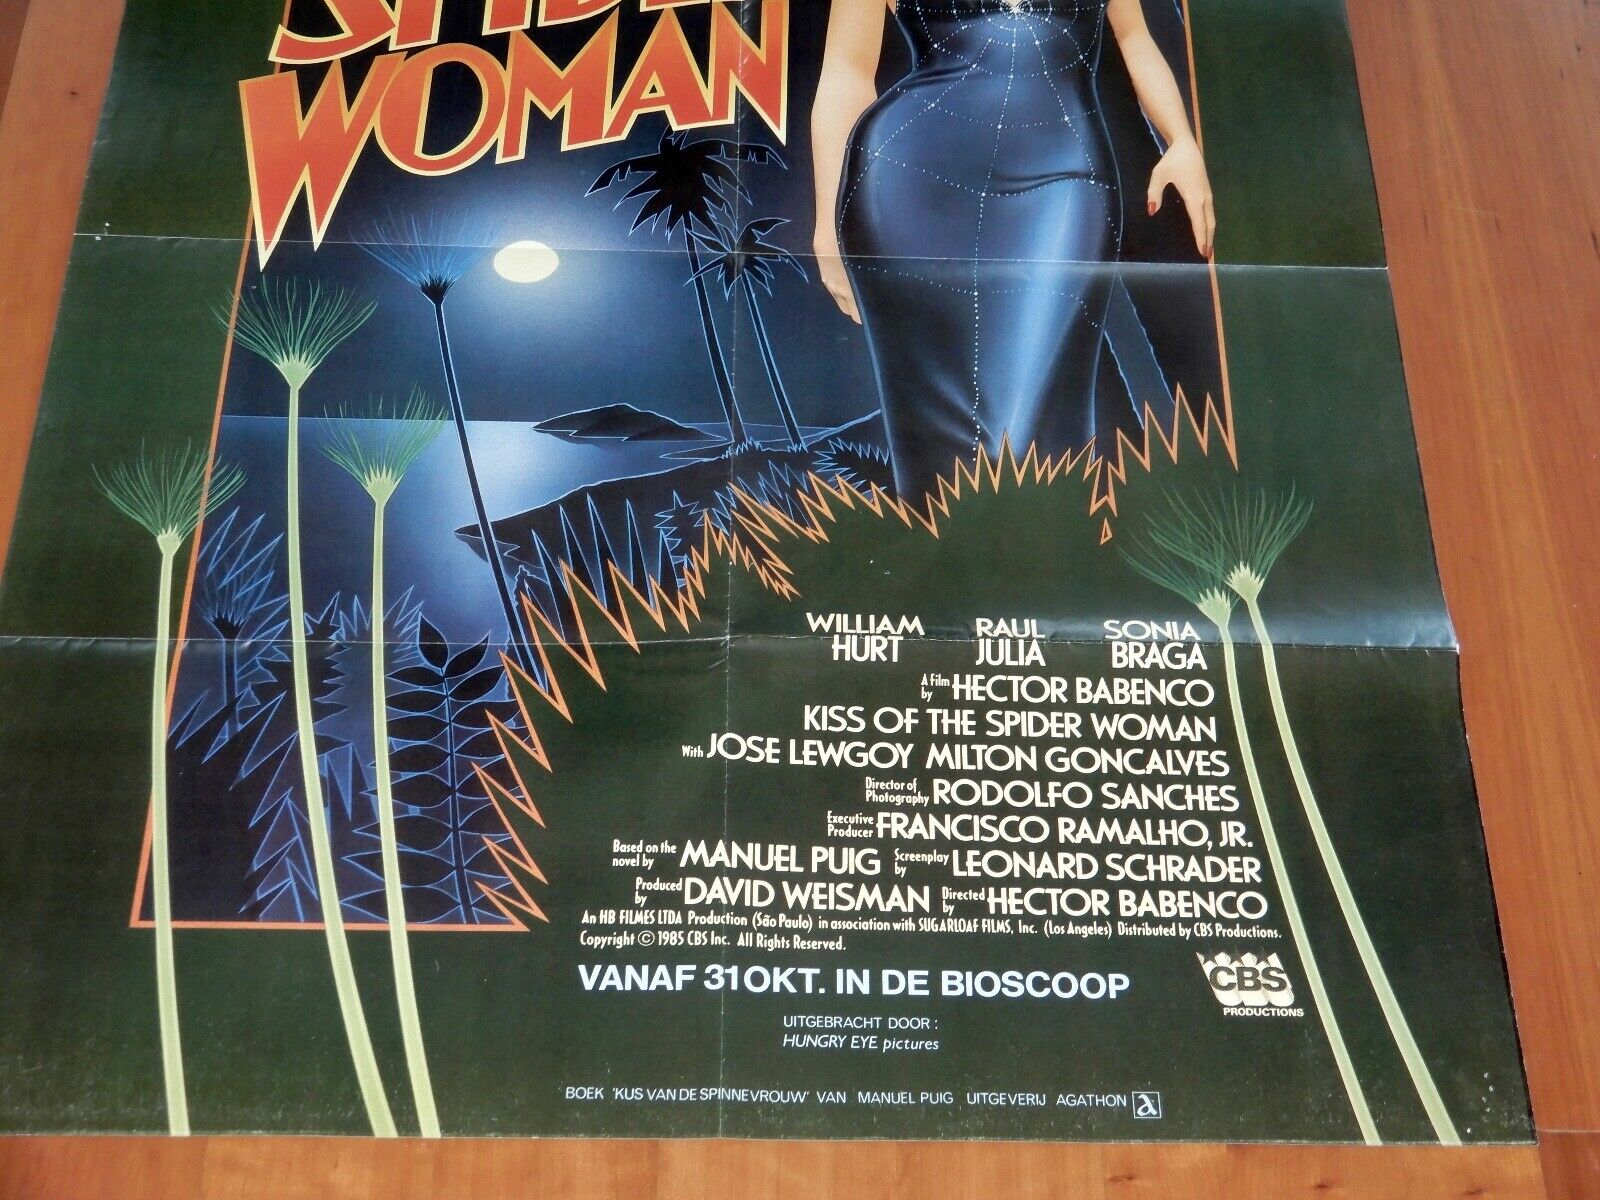 SPIDER
WOMAN
WILLIAM HURT RAUL JULIA SONIA BRAGA
A Film by HECTOR BABENCO
KISS OF THE SPIDER WOMAN
With JOSE LEWGOY MILTON GONCALVES
Director of Photography RODOLFO SANCHES
Executive Producer FRANCISCO RAMALHO, JR.
Based on the novel by MANUEL PUIG Screenplay by LEONARD SCHRADER
Produced by DAVID WEISMAN Directed by HECTOR BABENCO
An HB FILMES LTDA Production (São Paulo) in association with SUGARLOAF FILMS, Inc. (Los Angeles) Distributed by CBS Productions.
Copyright © 1985 CBS Inc. All Rights Reserved.
VANAF 31 OKT. IN DE BIOSCOOP
CBS
PRODUCTIONS
UITGEBRACHT DOOR :
HUNGRY EYE pictures
BOEK 'KUS VAN DE SPINNEVROUW' VAN MANUEL PUIG UITGEVERIJ AGATHON a